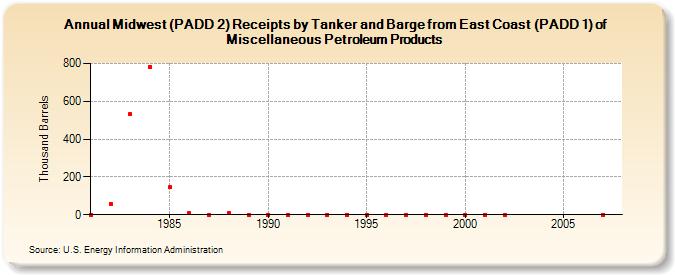 Annual Midwest (PADD 2) Receipts by Tanker and Barge from East Coast (PADD 1) of
Miscellaneous Petroleum Products
Thousand Barrels
800
600
400
200
0
1985
1990
1995
2000
2005
Source: U.S. Energy Information Administration